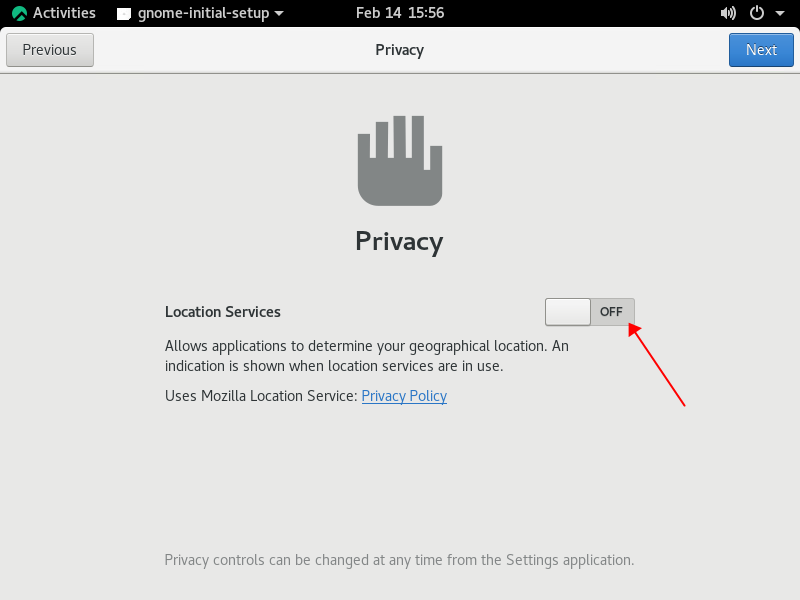 Activities gnome-initial-setup Feb 14 15:56
Previous Privacy Next
Privacy
Location Services OFF
Allows applications to determine your geographical location. An
indication is shown when location services are in use.
Uses Mozilla Location Service: Privacy Policy
Privacy controls can be changed at any time from the Settings application.